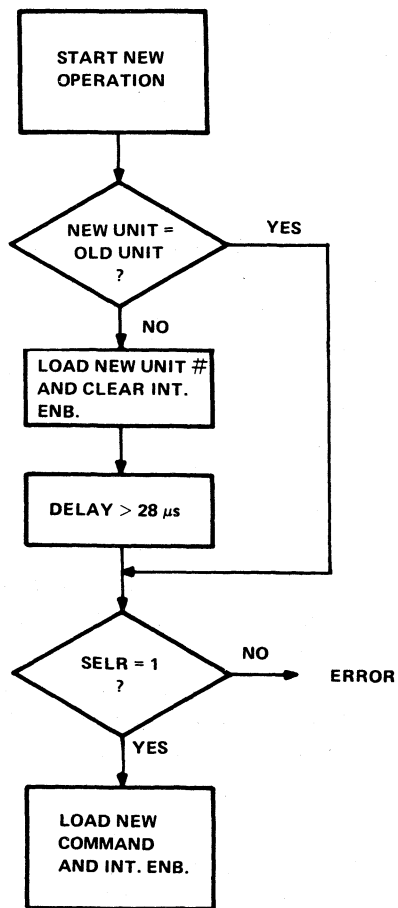 START NEW
OPERATION
NEW UNIT =
OLD UNIT
?
YES
NO
LOAD NEW UNIT #
AND CLEAR INT.
ENB.
DELAY > 28 μs
SELR = 1
?
NO
ERROR
YES
LOAD NEW
COMMAND
AND INT. ENB.